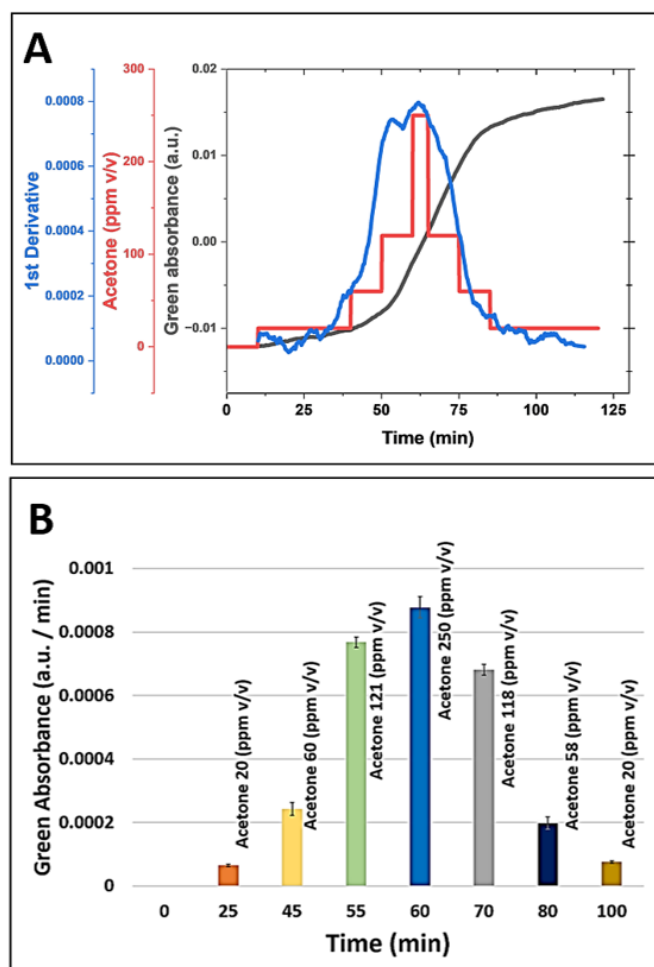 A
1st Derivative
0.0008
0.0006
0.0004
0.0002
0.0000
Acetone (ppm v/v)
300
200
100
0
Green absorbance (a.u.)
0.02
0.01
0.00
−0.01
0
25
50
75
100
125
Time (min)
B
Green Absorbance (a.u. / min)
0.001
0.0008
0.0006
0.0004
0.0002
0
Acetone 20 (ppm v/v)
Acetone 60 (ppm v/v)
Acetone 121 (ppm v/v)
Acetone 250 (ppm v/v)
Acetone 118 (ppm v/v)
Acetone 58 (ppm v/v)
Acetone 20 (ppm v/v)
0
25
45
55
60
70
80
100
Time (min)